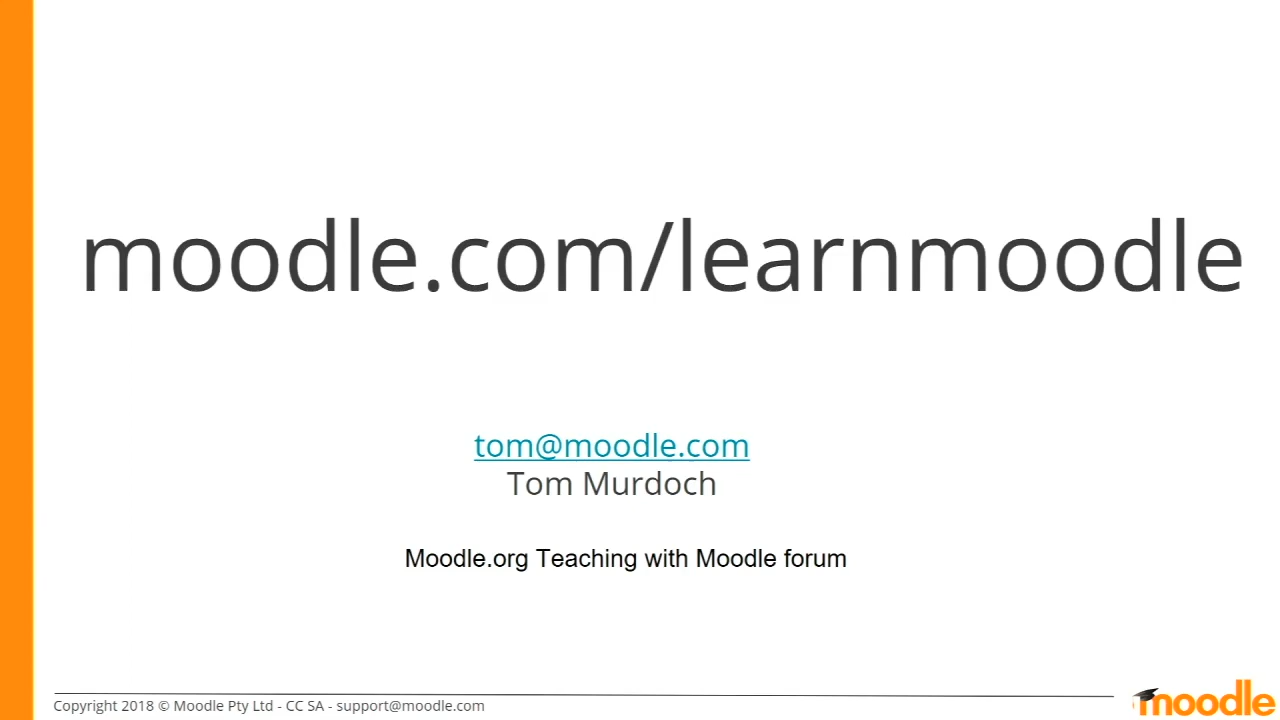 moodle.com/learnmoodle
tom@moodle.com
Tom Murdoch
Moodle.org Teaching with Moodle forum
Copyright 2018 © Moodle Pty Ltd - CC SA - support@moodle.com
moodle